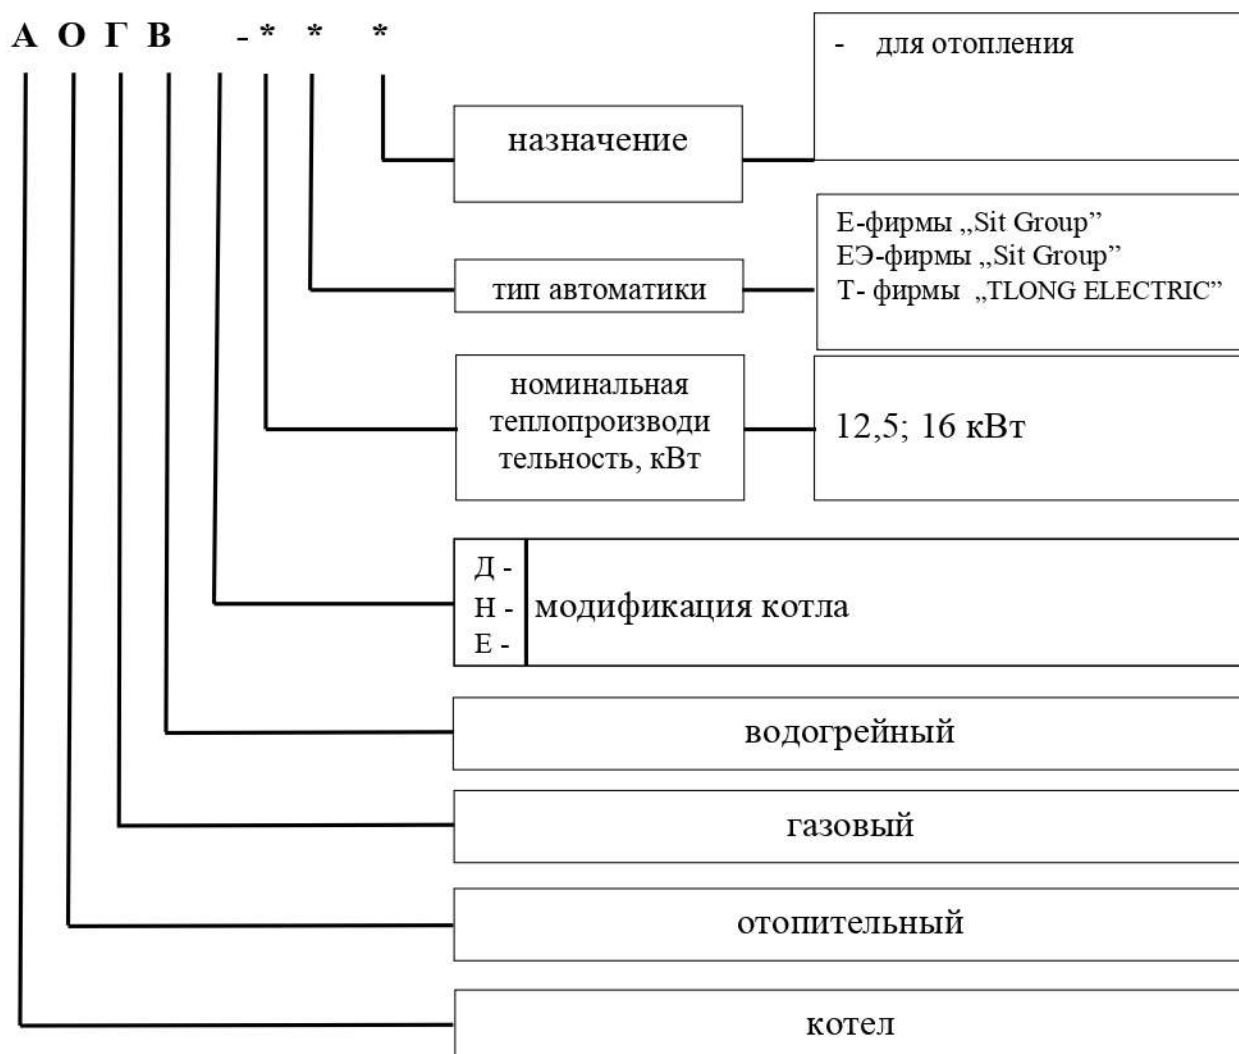 А О Г В - * * *
- для отопления
назначение
Е-фирмы „Sit Group”
ЕЭ-фирмы „Sit Group”
Т- фирмы „TLONG ELECTRIC”
тип автоматики
номинальная
теплопроизводи
тельность, кВт
12,5; 16 кВт
Д -
Н -
Е -
модификация котла
водогрейный
газовый
отопительный
котел